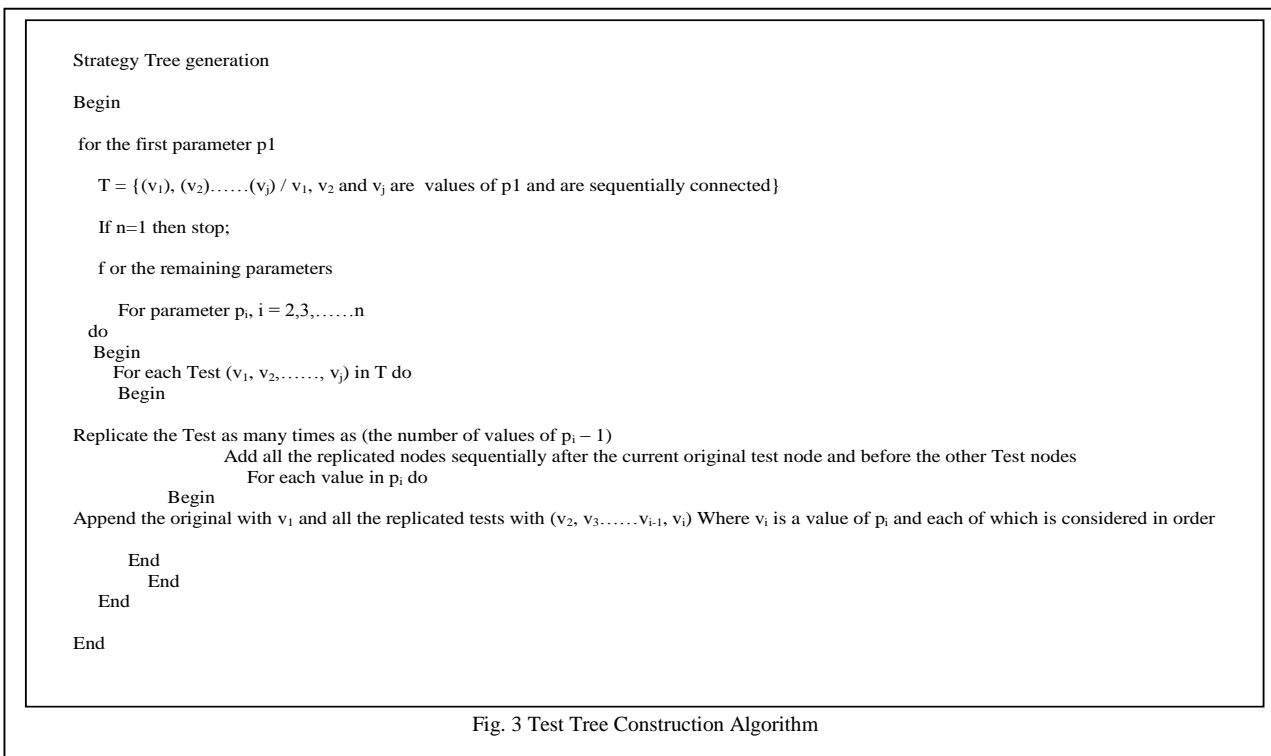 Strategy Tree generation
Begin
for the first parameter p1
T = {(v₁), (v₂)……(vⱼ) / v₁, v₂ and vⱼ are values of p1 and are sequentially connected}
If n=1 then stop;
f or the remaining parameters
For parameter pᵢ, i = 2,3,……n
do
Begin
For each Test (v₁, v₂,……, vⱼ) in T do
Begin
Replicate the Test as many times as (the number of values of pᵢ – 1)
Add all the replicated nodes sequentially after the current original test node and before the other Test nodes
For each value in pᵢ do
Begin
Append the original with v₁ and all the replicated tests with (v₂, v₃……vᵢ₋₁, vᵢ) Where vᵢ is a value of pᵢ and each of which is considered in order
End
End
End
End
Fig. 3 Test Tree Construction Algorithm